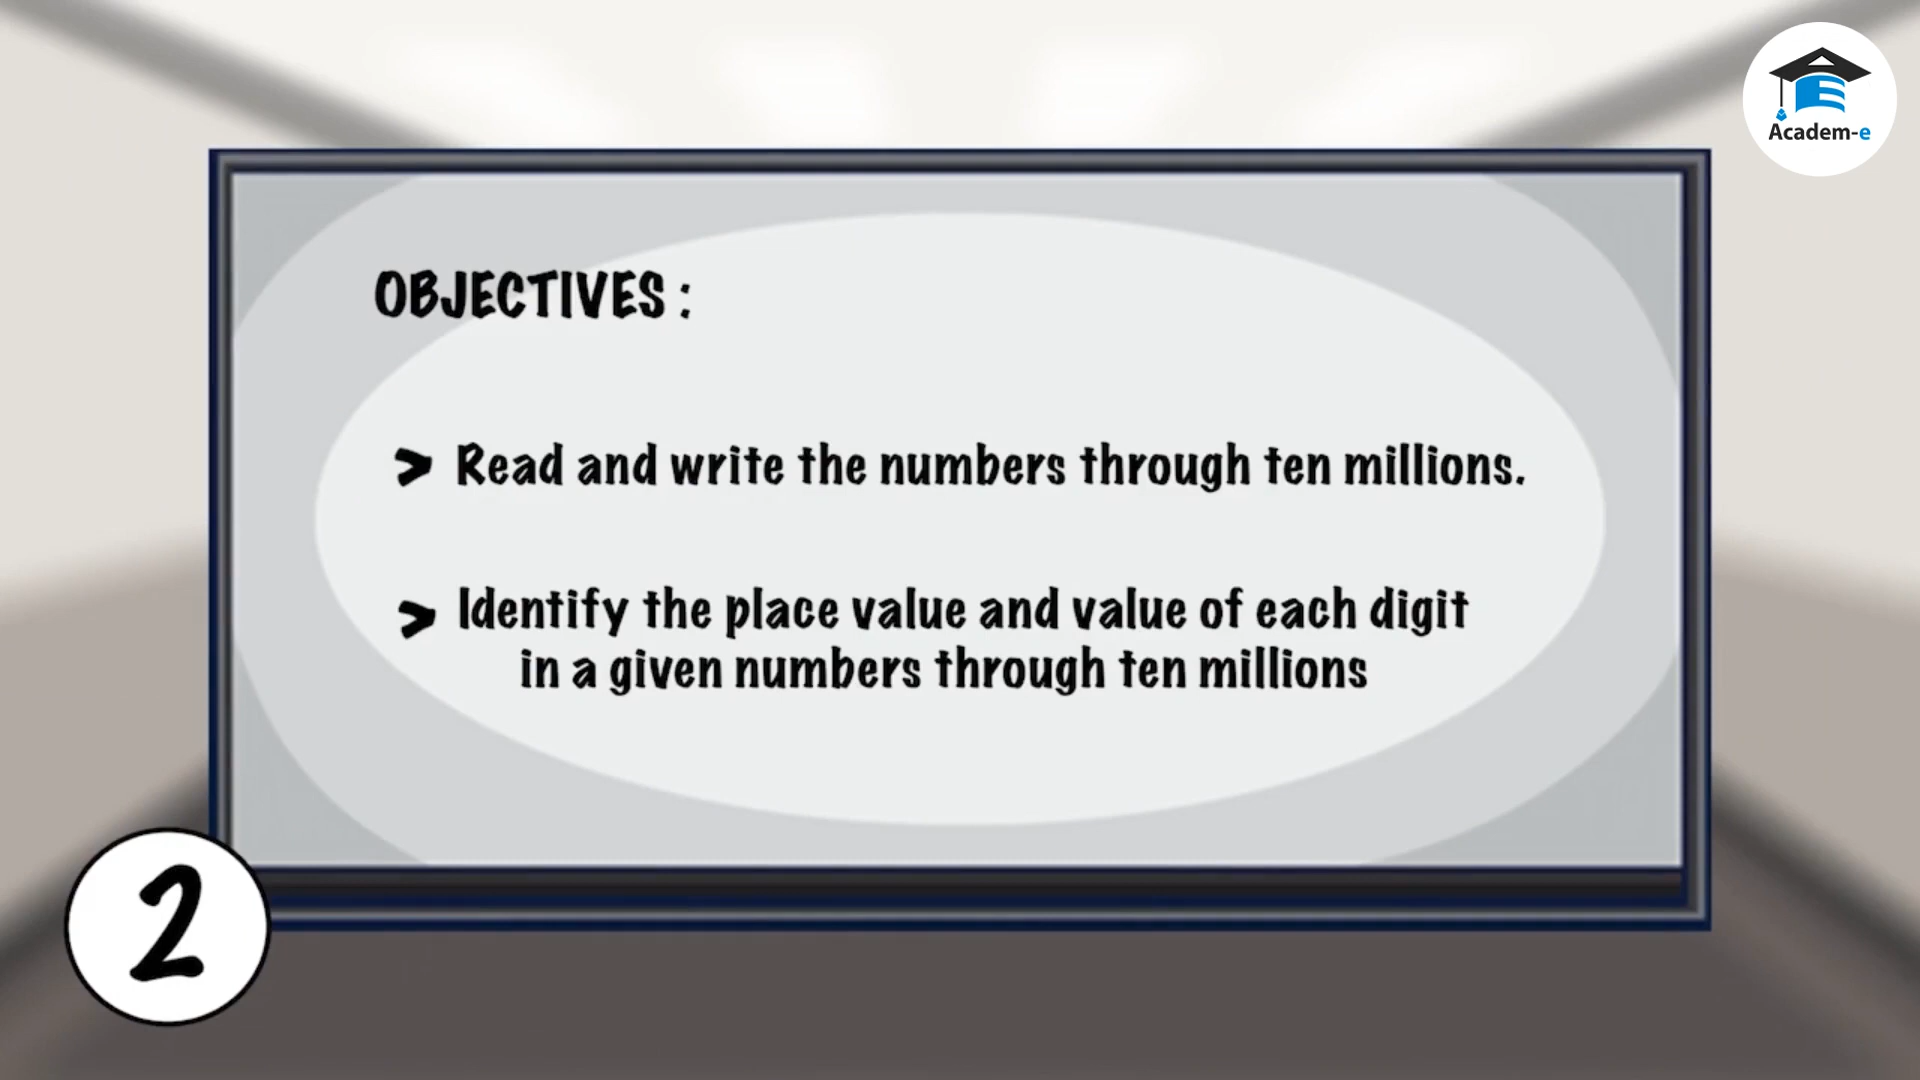 Academ-e
OBJECTIVES :
> Read and write the numbers through ten millions.
> Identify the place value and value of each digit
in a given numbers through ten millions
2